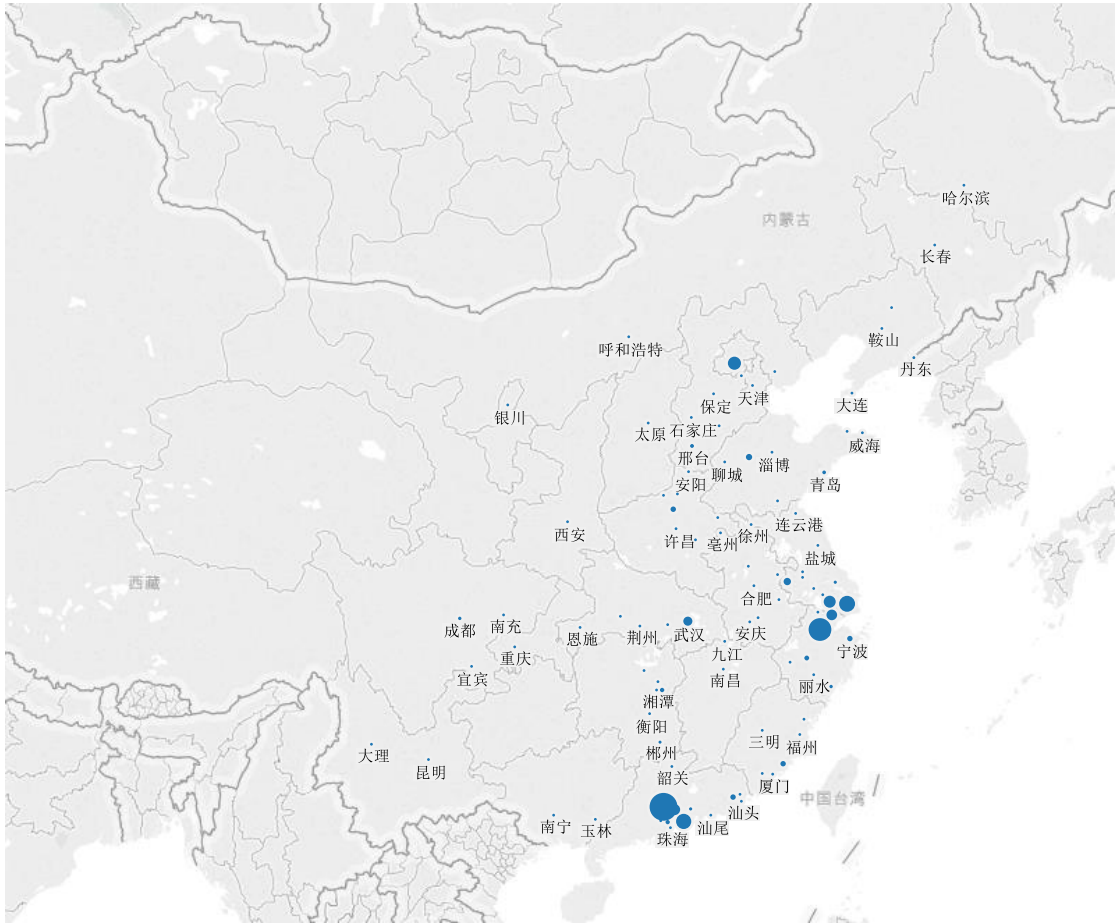 哈尔滨
内蒙古
长春
鞍山
呼和浩特
丹东
天津
保定
大连
银川
太原
石家庄
威海
邢台
淄博
聊城
安阳
青岛
连云港
西安
徐州
许昌
亳州
盐城
西藏
合肥
成都
南充
恩施
荆州
武汉
安庆
宁波
九江
重庆
宜宾
南昌
丽水
湘潭
衡阳
三明
福州
郴州
大理
昆明
韶关
厦门
中国台湾
汕头
南宁
玉林
汕尾
珠海